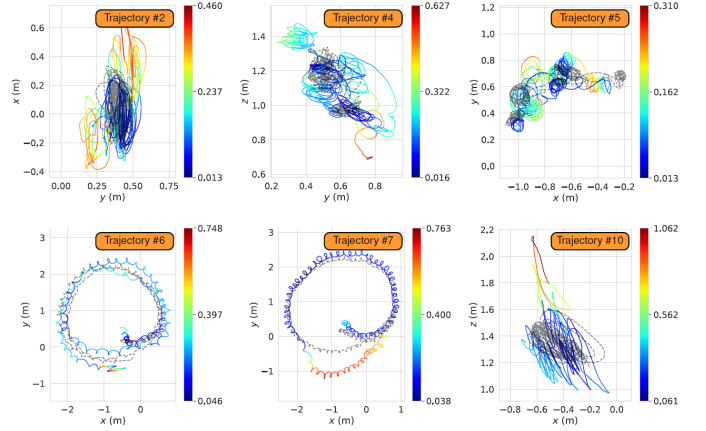 Trajectory #2
0.6
0.4
0.2
0.0
−0.2
−0.4
x (m)
0.00 0.25 0.50 0.75
y (m)
0.460
0.237
0.013
Trajectory #4
1.4
1.2
1.0
0.8
0.6
z (m)
0.2 0.4 0.6 0.8 1.0
y (m)
0.627
0.322
0.016
Trajectory #5
1.2
1.0
0.8
0.6
0.4
0.2
0.0
y (m)
−1.0 −0.8 −0.6 −0.4 −0.2
x (m)
0.310
0.162
0.013
Trajectory #6
3
2
1
0
−1
y (m)
−2 −1 0
x (m)
0.748
0.397
0.046
Trajectory #7
3
2
1
0
−1
y (m)
−2 −1 0 1
x (m)
0.763
0.400
0.038
Trajectory #10
2.2
2.0
1.8
1.6
1.4
1.2
1.0
z (m)
−0.8 −0.6 −0.4 −0.2 0.0
x (m)
1.062
0.562
0.061